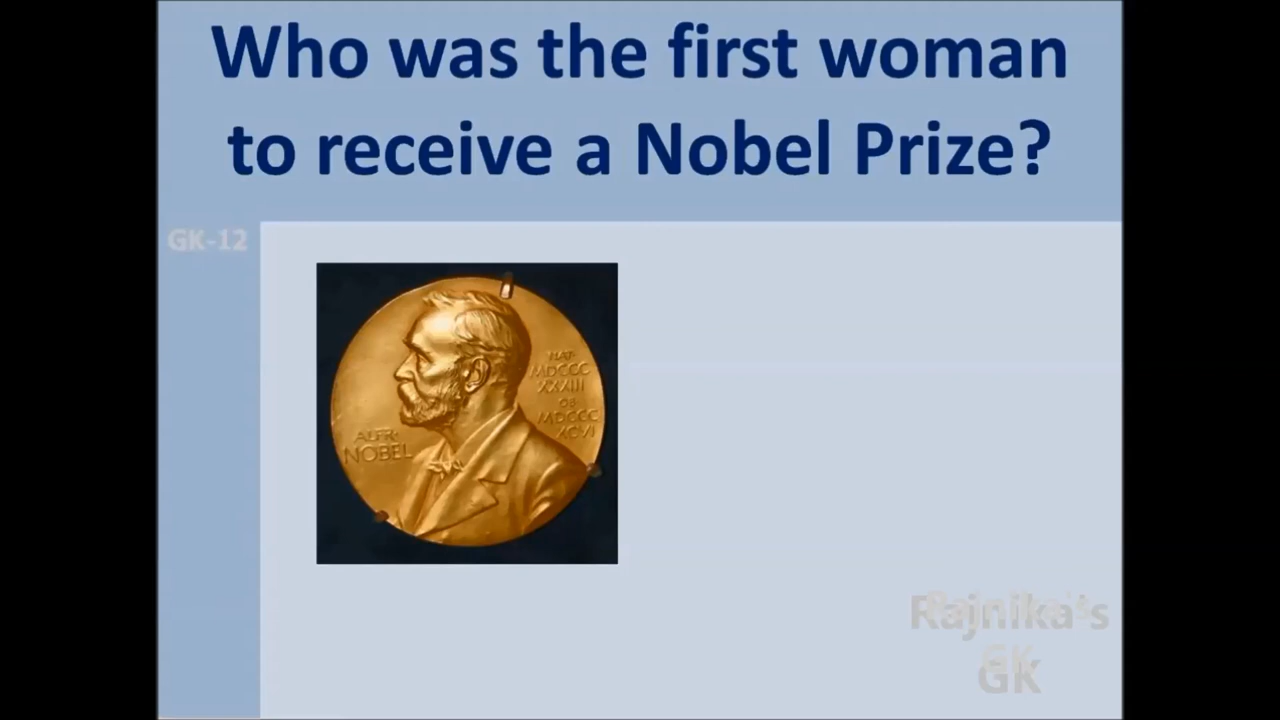 Who was the first woman
to receive a Nobel Prize?
GK-12
ALFR·
NOBEL
NAT·
MDCCC
XXXIII
OB·
MDCCC
XCVI
Rajnika's
GK